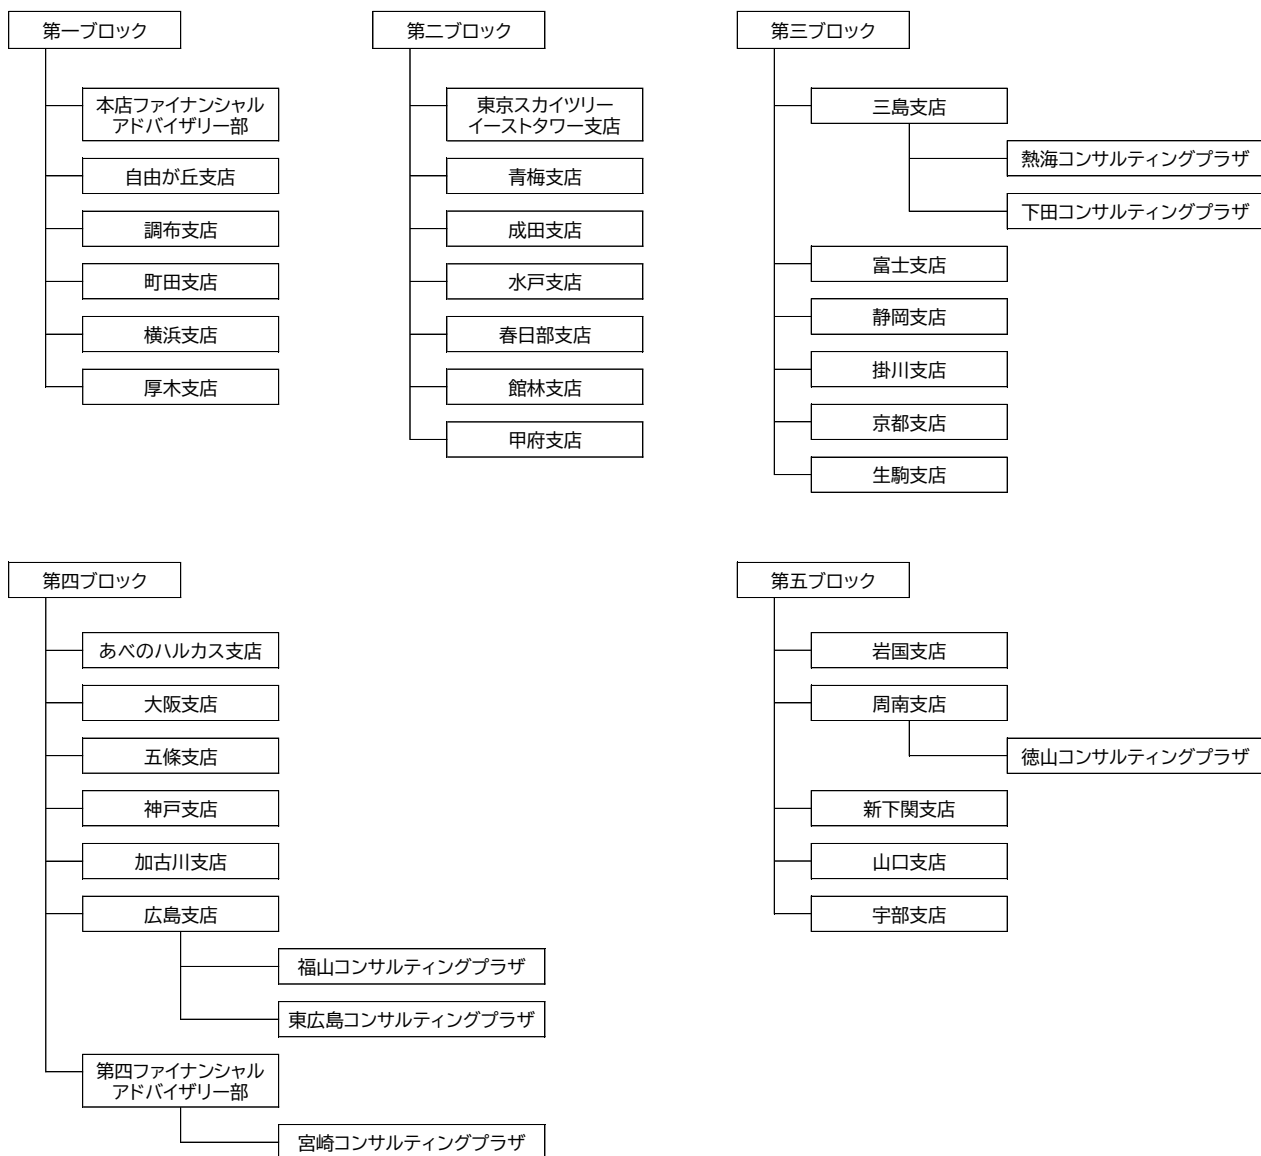 第一ブロック
本店ファイナンシャル
アドバイザリー部
自由が丘支店
調布支店
町田支店
横浜支店
厚木支店
第二ブロック
東京スカイツリー
イーストタワー支店
青梅支店
成田支店
水戸支店
春日部支店
館林支店
甲府支店
第三ブロック
三島支店
熱海コンサルティングプラザ
下田コンサルティングプラザ
富士支店
静岡支店
掛川支店
京都支店
生駒支店
第四ブロック
あべのハルカス支店
大阪支店
五條支店
神戸支店
加古川支店
広島支店
福山コンサルティングプラザ
東広島コンサルティングプラザ
第四ファイナンシャル
アドバイザリー部
宮崎コンサルティングプラザ
第五ブロック
岩国支店
周南支店
徳山コンサルティングプラザ
新下関支店
山口支店
宇部支店